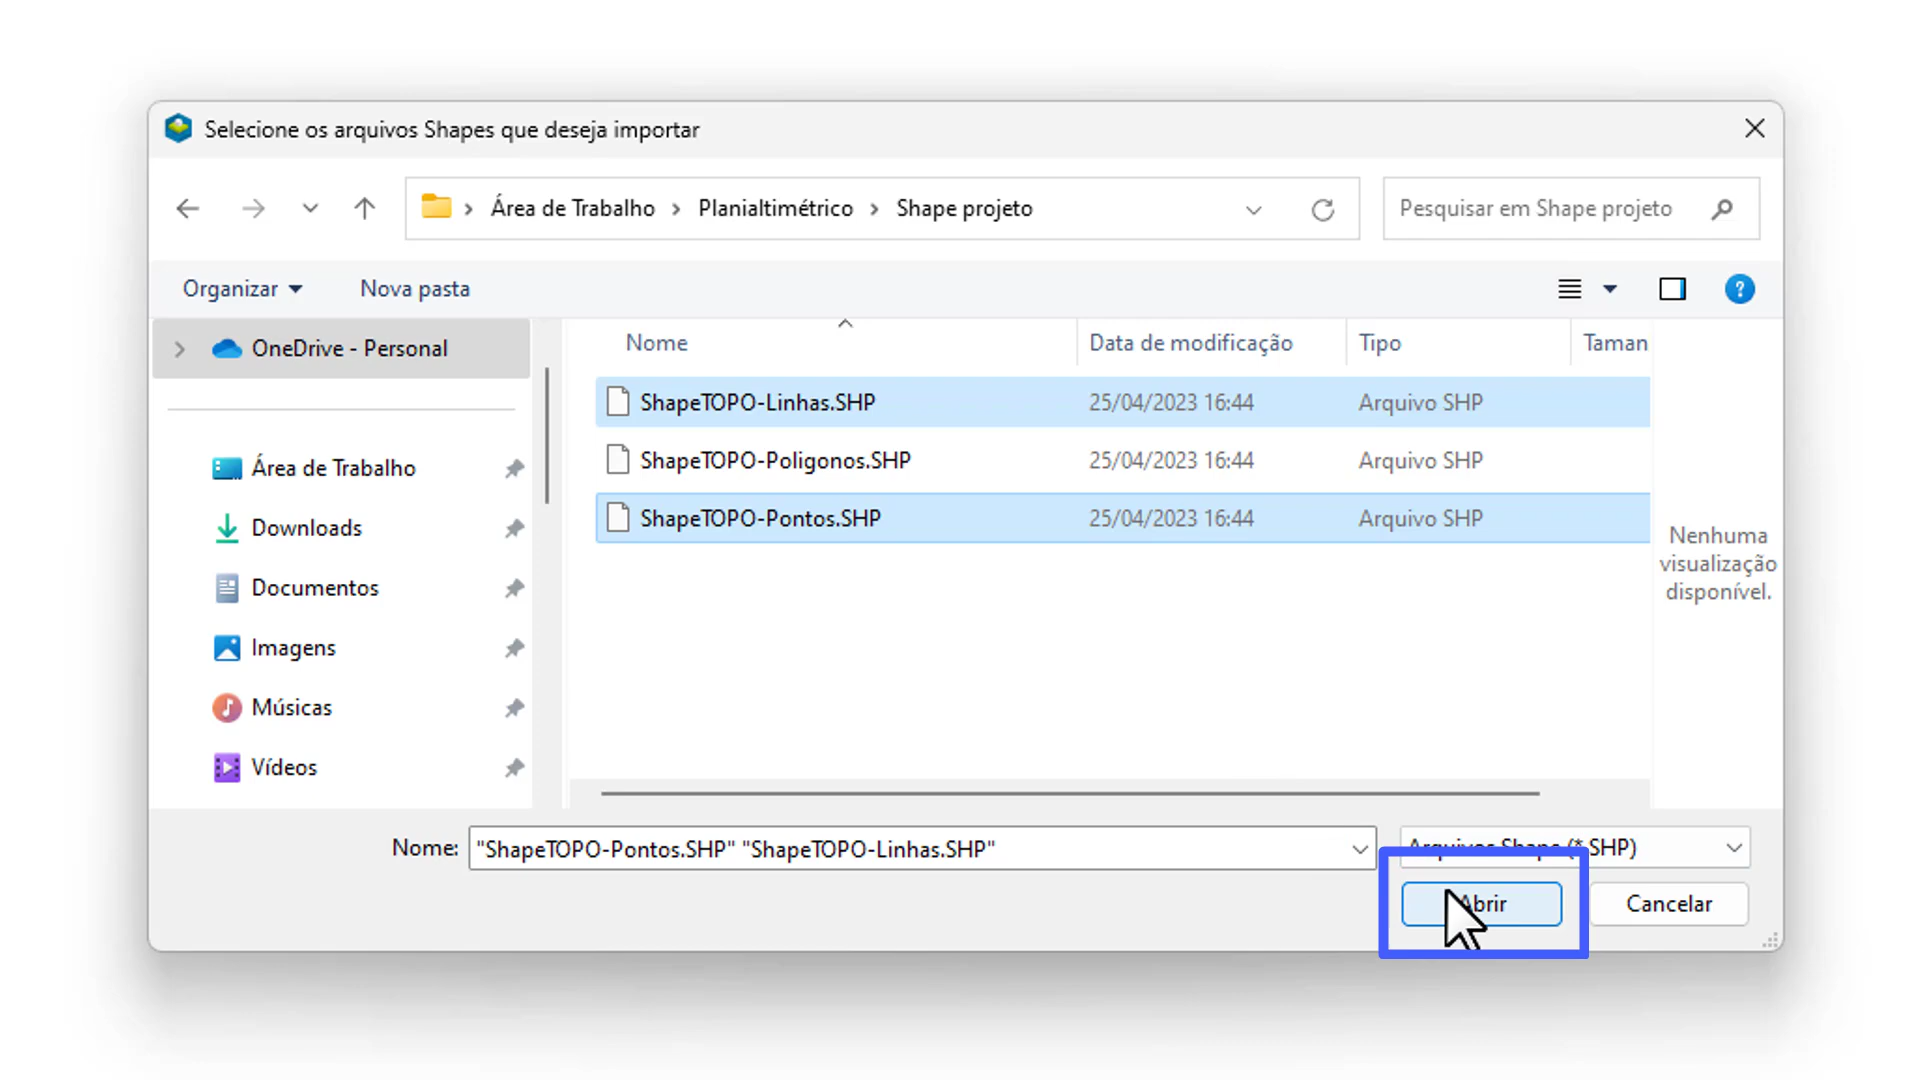 Selecione os arquivos Shapes que deseja importar
Área de Trabalho > Planialtimétrico > Shape projeto
Pesquisar em Shape projeto
Organizar
Nova pasta
?
OneDrive - Personal
Área de Trabalho
Downloads
Documentos
Imagens
Músicas
Vídeos
Nome Data de modificação Tipo Taman
ShapeTOPO-Linhas.SHP 25/04/2023 16:44 Arquivo SHP
ShapeTOPO-Poligonos.SHP 25/04/2023 16:44 Arquivo SHP
ShapeTOPO-Pontos.SHP 25/04/2023 16:44 Arquivo SHP
Nenhuma
visualização
disponível.
Nome: "ShapeTOPO-Pontos.SHP" "ShapeTOPO-Linhas.SHP"
Arquivos Shape (*.SHP)
Abrir
Cancelar